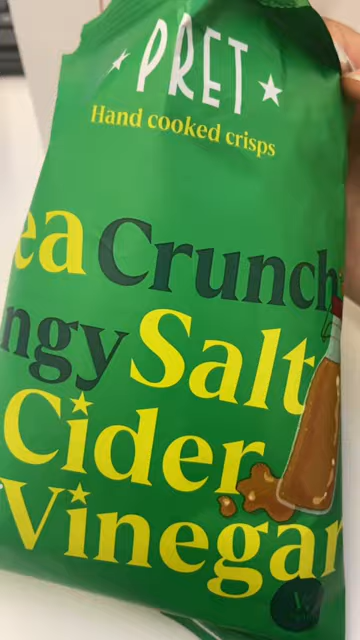 PRET
Hand cooked crisps
ea Crunch
ngy Salt
Cider
Vinegar